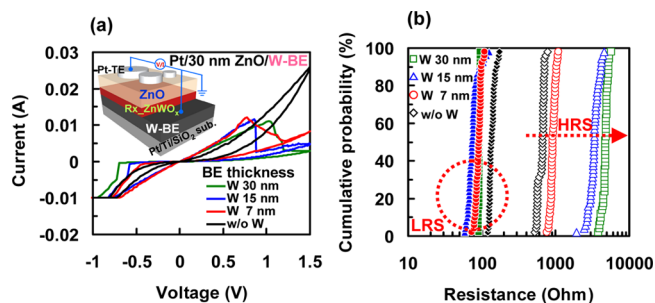 (a)
Pt/30 nm ZnO/W-BE
Pt-TE
ZnO
Rx_ZnWOx
W-BE
Pt/Ti/SiO2 sub.
BE thickness
W 30 nm
W 15 nm
W 7 nm
w/o W
Current (A)
0.03
0.02
0.01
0
-0.01
-0.02
-1
-0.5
0
0.5
1
1.5
Voltage (V)
(b)
W 30 nm
W 15 nm
W 7 nm
w/o W
HRS
LRS
Cumulative probability (%)
100
80
60
40
20
0
10
100
1000
10000
Resistance (Ohm)